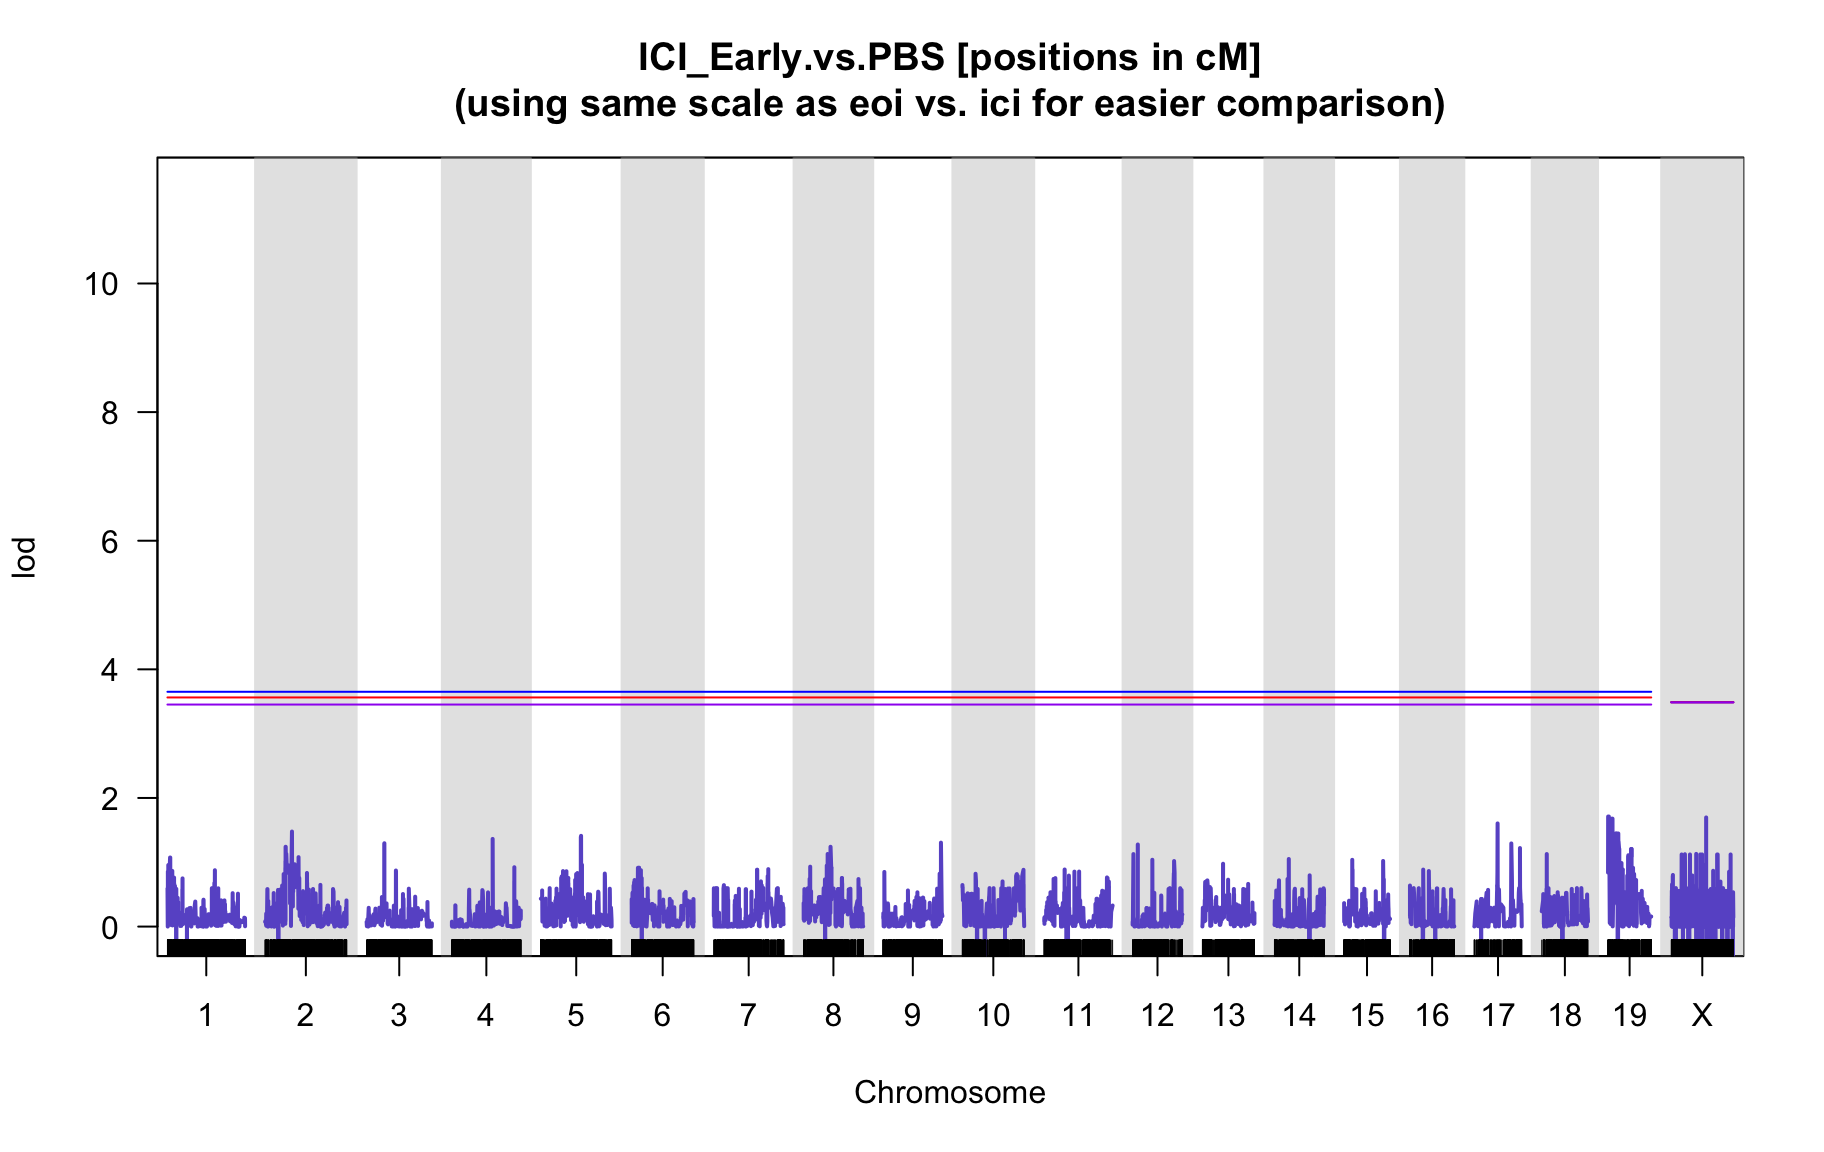 ICI_Early.vs.PBS [positions in cM]
(using same scale as eoi vs. ici for easier comparison)
10
8
6
4
2
0
lod
1 2 3 4 5 6 7 8 9 10 11 12 13 14 15 16 17 18 19 X
Chromosome